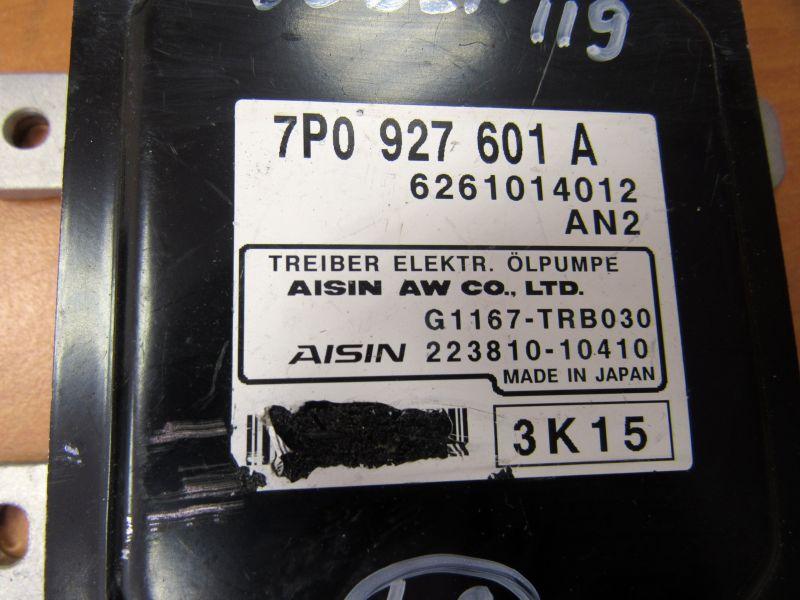 119
7P0 927 601 A
6261014012
AN2
TREIBER ELEKTR. ÖLPUMPE
AISIN AW CO., LTD.
G1167-TRB030
AISIN 223810-10410
MADE IN JAPAN
3K15